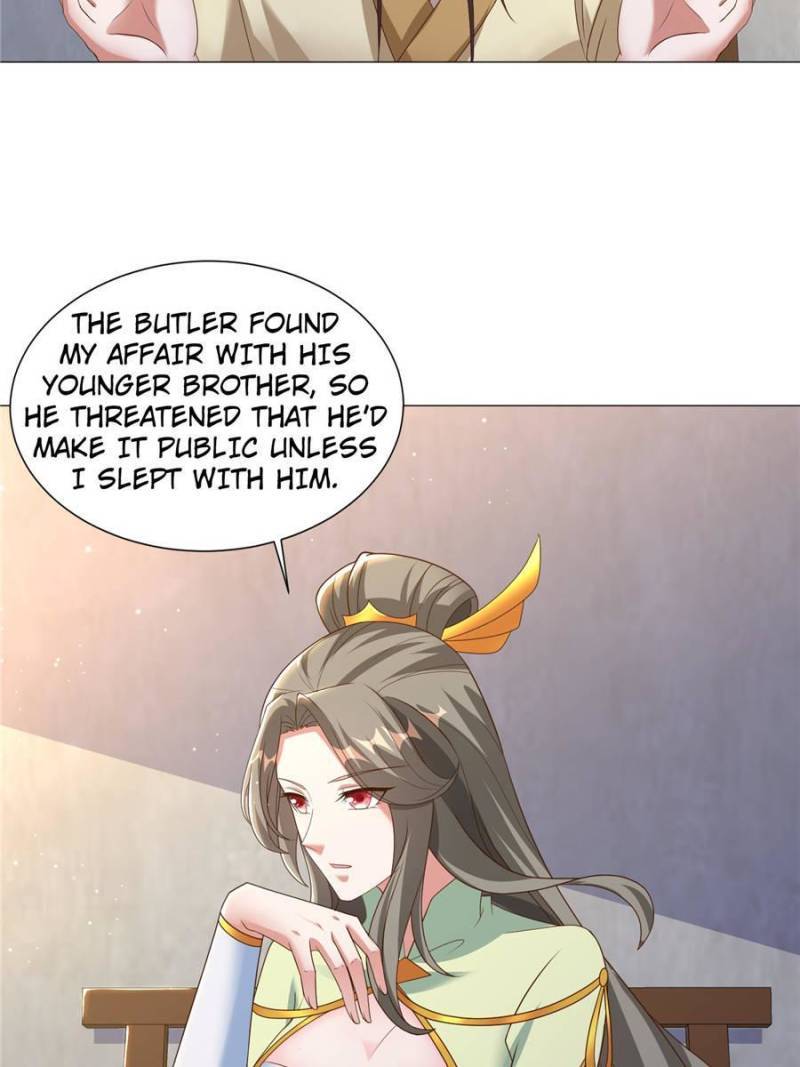 THE BUTLER FOUND
MY AFFAIR WITH HIS
YOUNGER BROTHER, SO
HE THREATENED THAT HE'D
MAKE IT PUBLIC UNLESS
I SLEPT WITH HIM.